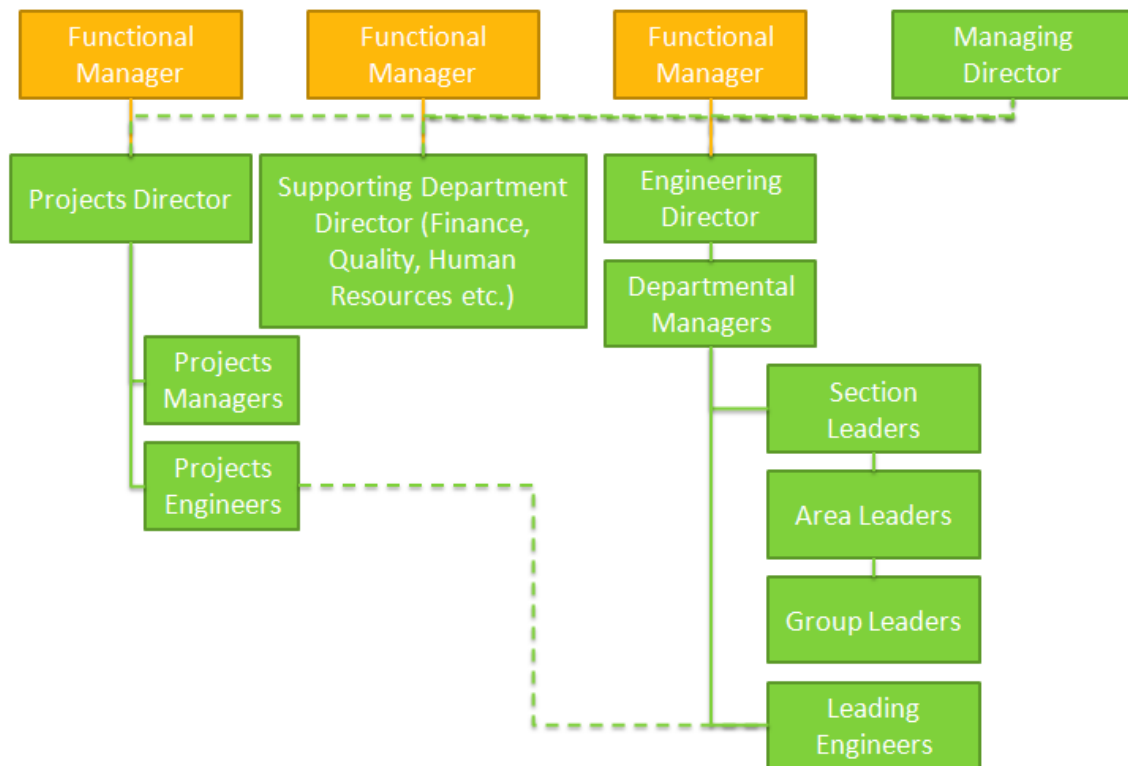 Functional
Manager
Functional
Manager
Functional
Manager
Managing
Director
Projects Director
Supporting Department
Director (Finance,
Quality, Human
Resources etc.)
Engineering
Director
Departmental
Managers
Projects
Managers
Projects
Engineers
Section
Leaders
Area Leaders
Group Leaders
Leading
Engineers